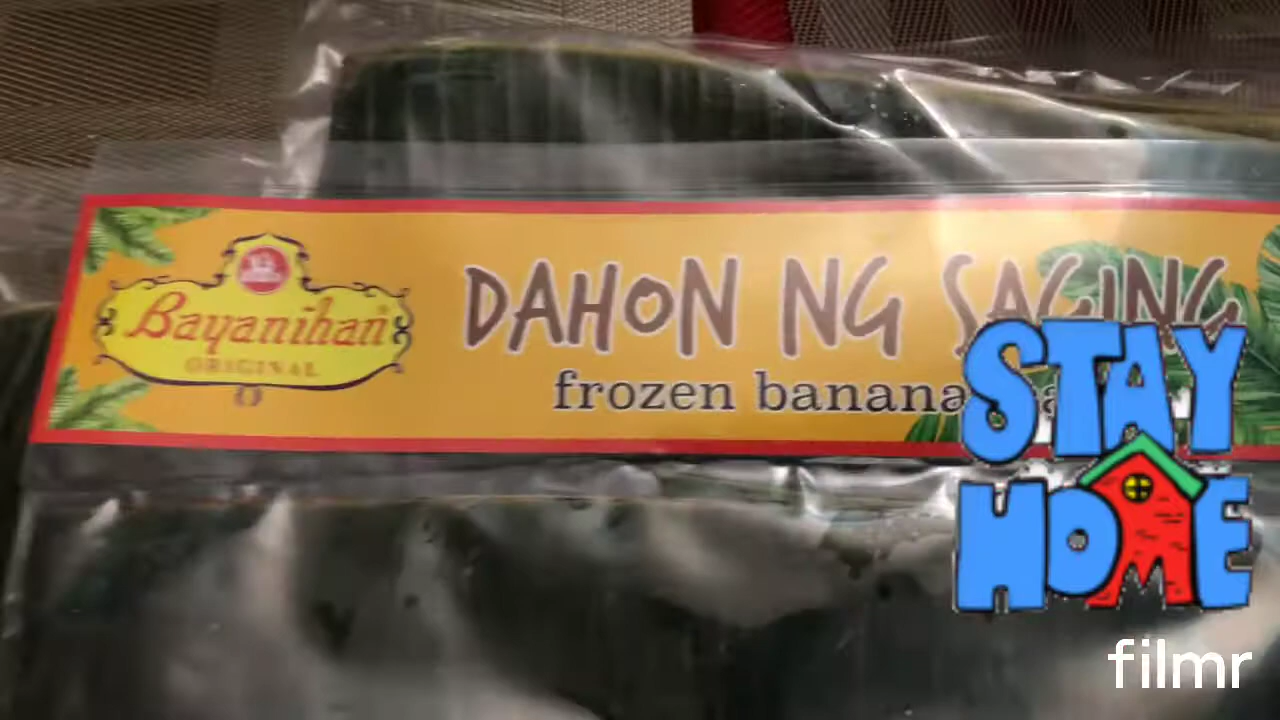 Bayanihan
ORIGINAL
DAHON NG SAGING
frozen banana
STAY
HOME
filmr